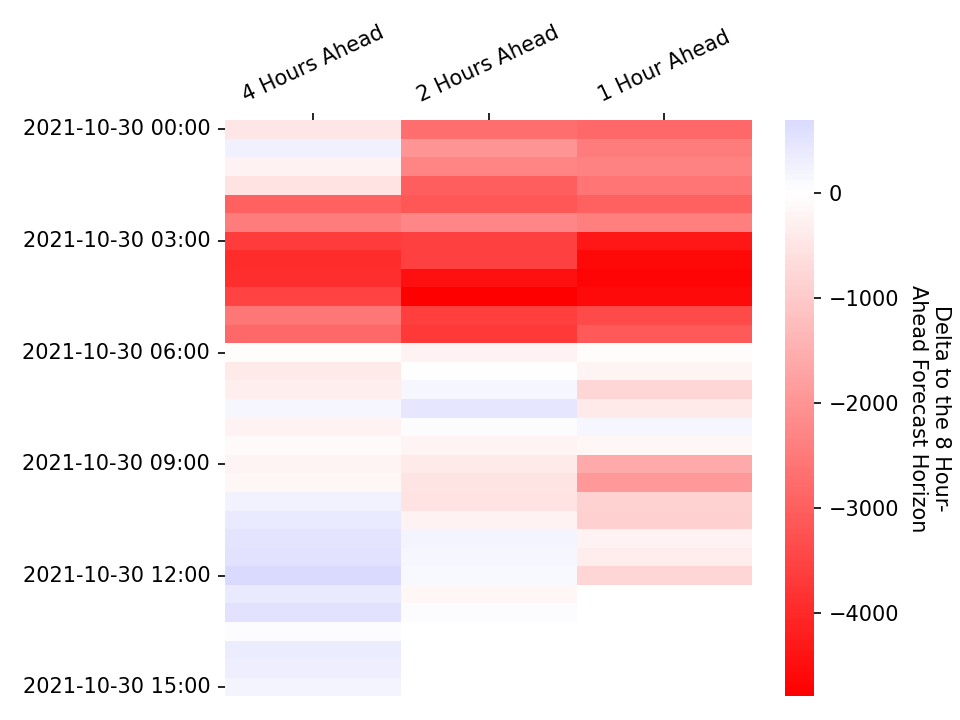 4 Hours Ahead
2 Hours Ahead
1 Hour Ahead
2021-10-30 00:00
2021-10-30 03:00
2021-10-30 06:00
2021-10-30 09:00
2021-10-30 12:00
2021-10-30 15:00
0
−1000
−2000
−3000
−4000
Delta to the 8 Hour-
Ahead Forecast Horizon